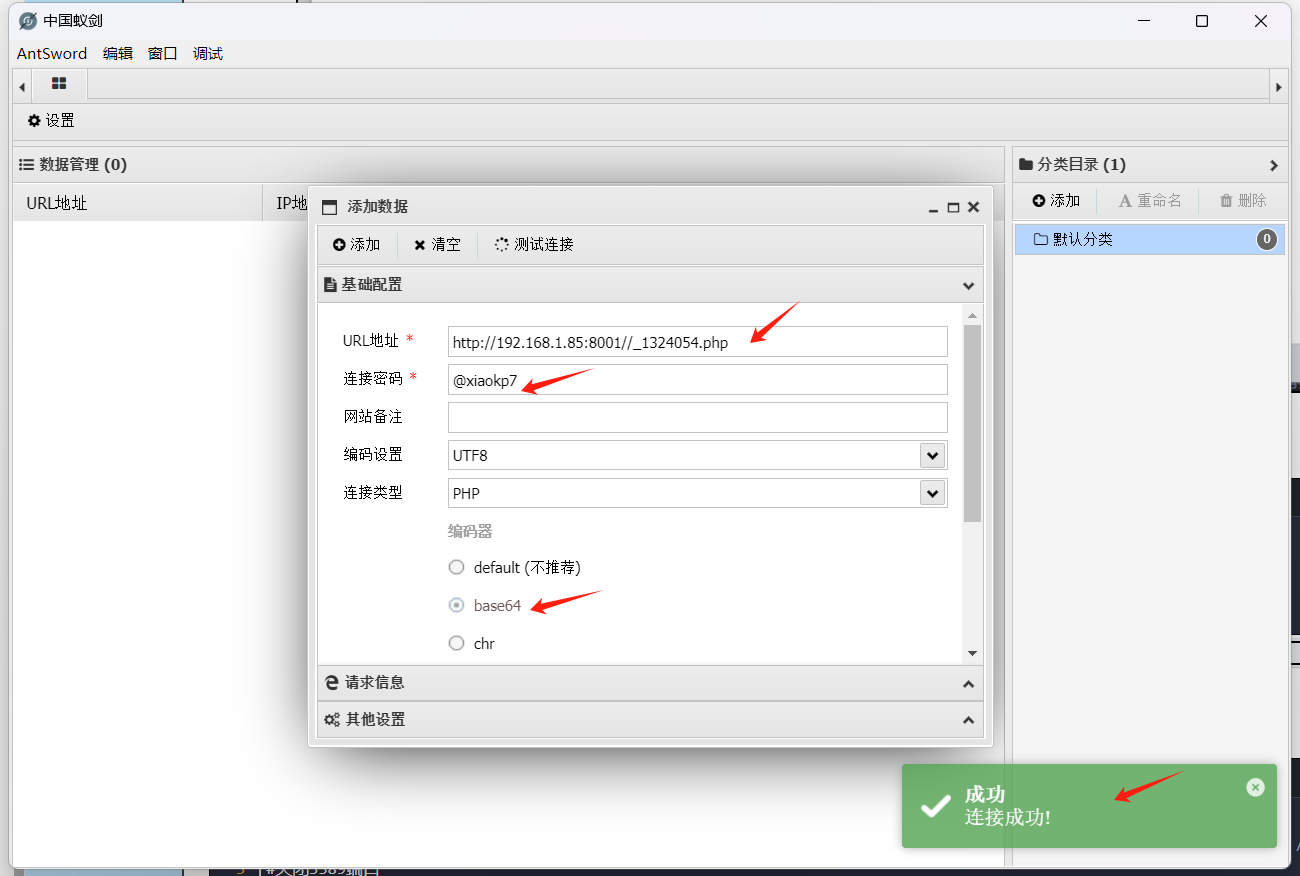 中国蚁剑
AntSword 编辑 窗口 调试
设置
数据管理 (0)
URL地址
IP地
添加数据
添加 清空 测试连接
基础配置
URL地址 *
http://192.168.1.85:8001//_1324054.php
连接密码 *
@xiaokp7
网站备注
编码设置
UTF8
连接类型
PHP
编码器
default (不推荐)
base64
chr
请求信息
其他设置
分类目录 (1)
添加 重命名 删除
默认分类 0
成功
连接成功!